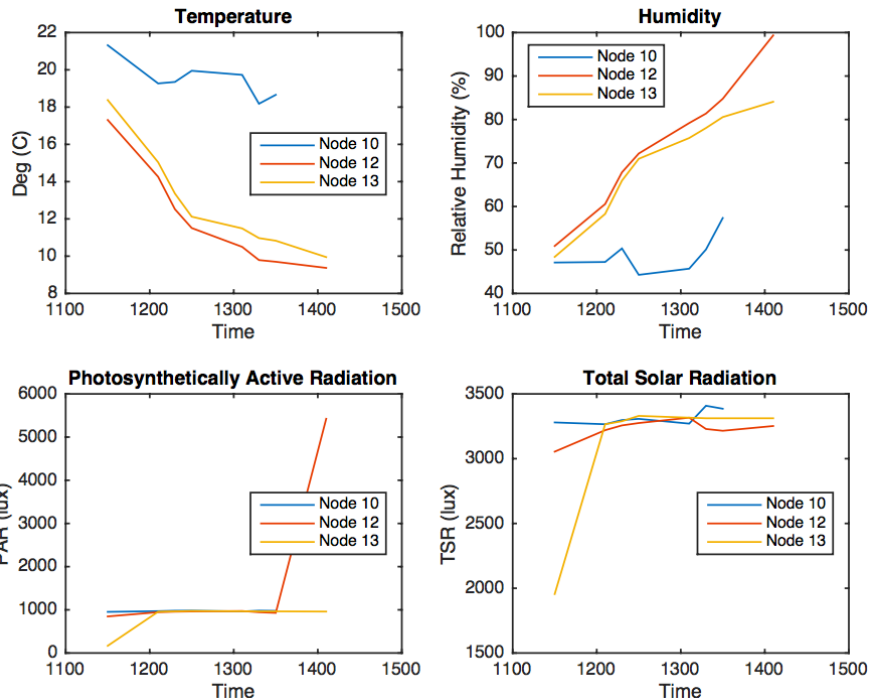 Temperature
22
20
18
16
14
12
10
8
Deg (C)
Node 10
Node 12
Node 13
1100 1200 1300 1400 1500
Time
Humidity
100
90
80
70
60
50
40
Relative Humidity (%)
Node 10
Node 12
Node 13
1100 1200 1300 1400 1500
Time
Photosynthetically Active Radiation
6000
5000
4000
3000
2000
1000
0
PAR (lux)
Node 10
Node 12
Node 13
1100 1200 1300 1400 1500
Time
Total Solar Radiation
3500
3000
2500
2000
1500
TSR (lux)
Node 10
Node 12
Node 13
1100 1200 1300 1400 1500
Time